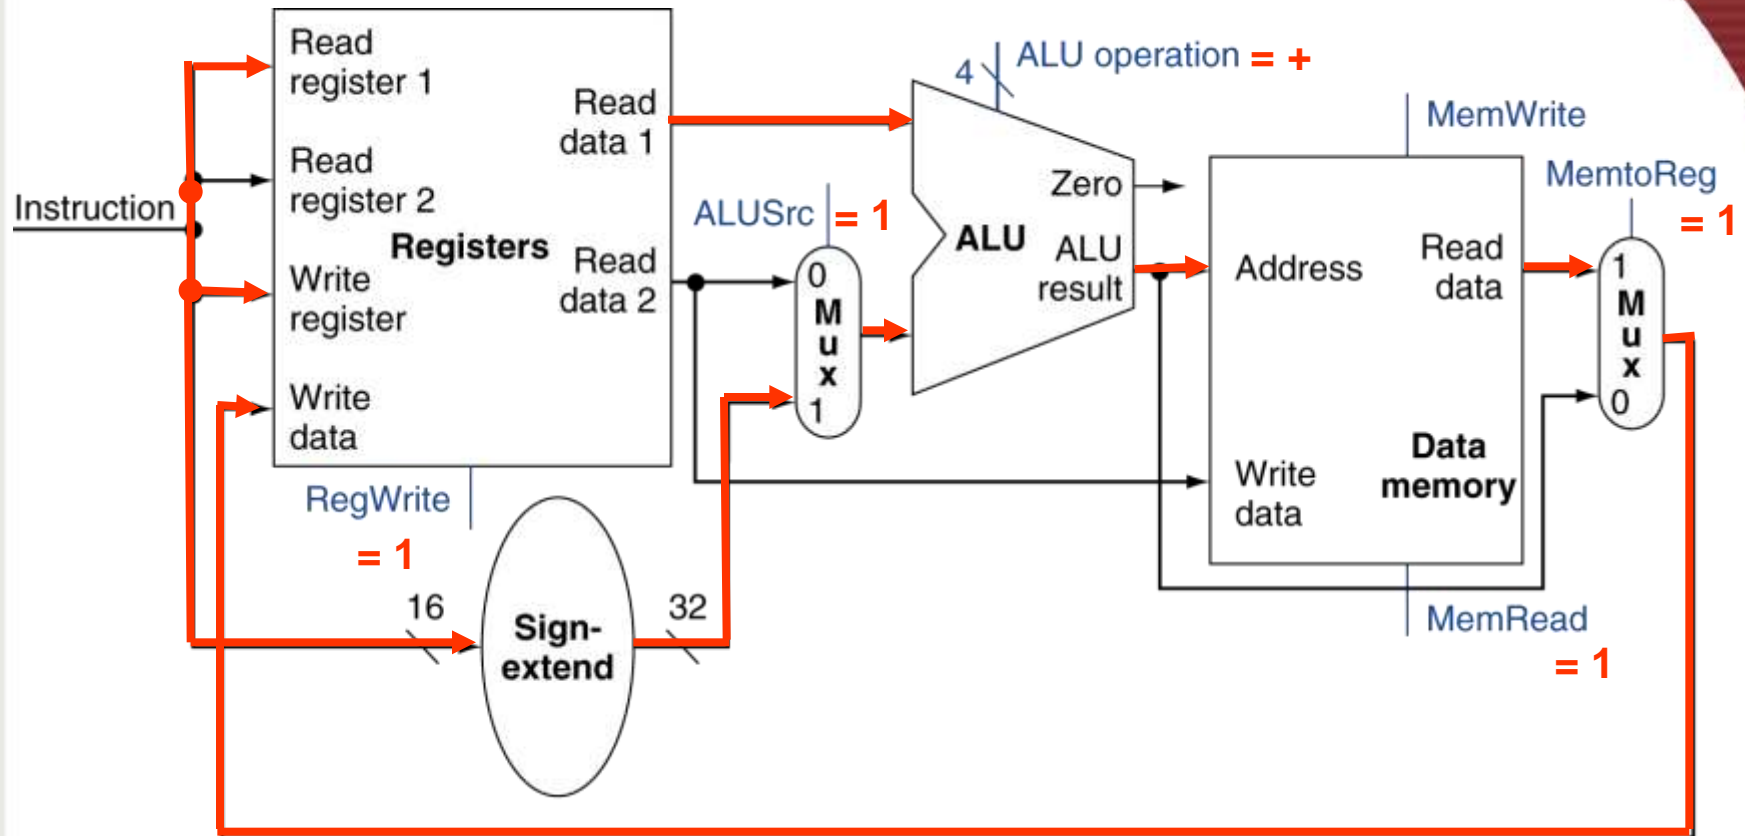 Instruction
Read
register 1
Read
register 2
Registers
Write
register
Write
data
Read
data 1
Read
data 2
RegWrite
= 1
16
Sign-
extend
32
ALUSrc
= 1
0
M
u
x
1
4
ALU operation = +
Zero
ALU
ALU
result
MemWrite
Address
Read
data
Write
data
Data
memory
MemRead
= 1
MemtoReg
= 1
1
M
u
x
0